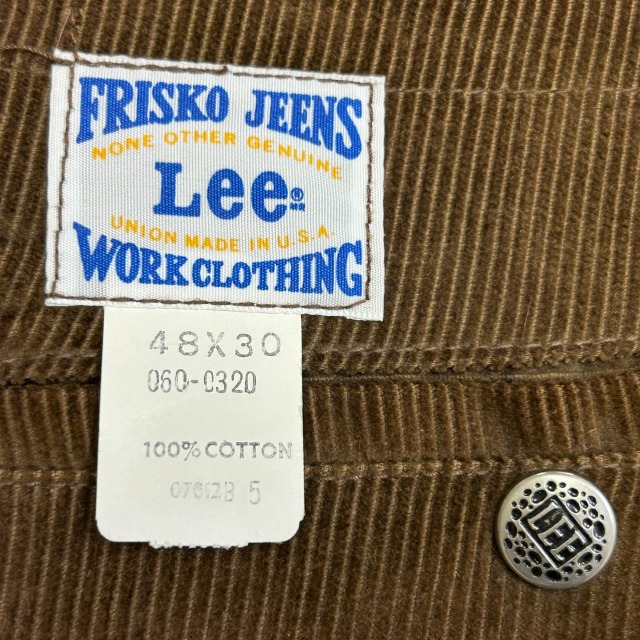 FRISKO JEENS
NONE OTHER GENUINE
Lee®
UNION MADE IN U.S.A.
WORK CLOTHING
48X30
060-0320
100% COTTON
07612B 5
LEE